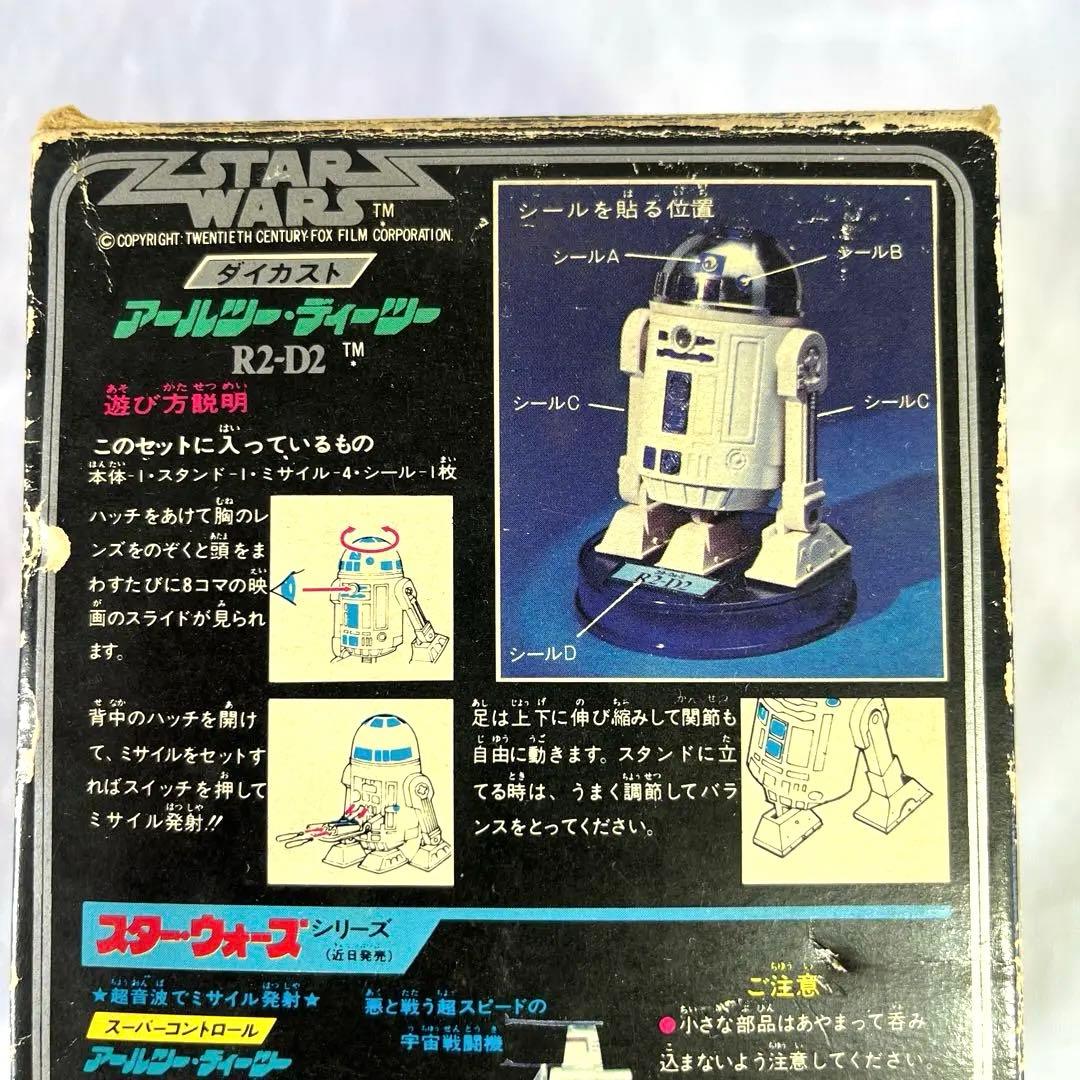 STAR
WARS TM
© COPYRIGHT: TWENTIETH CENTURY-FOX FILM CORPORATION.
ダイカスト
アールツー・ディーツー
R2-D2 TM
遊び方説明
このセットに入っているもの
本体-1・スタンド-1・ミサイル-4・シール-1枚
ハッチをあけて胸のレ
ンズをのぞくと頭をま
わすたびに8コマの映
画のスライドが見られ
ます。
背中のハッチを開け
て、ミサイルをセットす
ればスイッチを押して
ミサイル発射!!
シールを貼る位置
シールA
シールB
シールC
シールC
R2-D2
シールD
足は上下に伸び縮みして関節も
自由に動きます。スタンドに立
てる時は、うまく調節してバラ
ンスをとってください。
スター・ウォーズシリーズ
(近日発売)
★超音波でミサイル発射★
スーパーコントロール
アールツー・ディーツー
悪と戦う超スピードの
宇宙戦闘機
ご注意
●小さな部品はあやまって呑み
込まないよう注意してください。